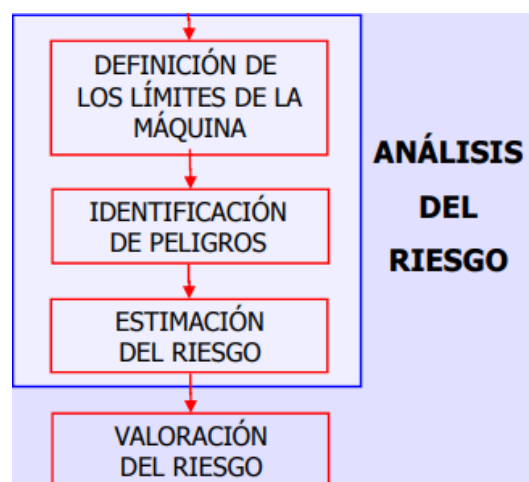 DEFINICIÓN DE
LOS LÍMITES DE LA
MÁQUINA
IDENTIFICACIÓN
DE PELIGROS
ESTIMACIÓN
DEL RIESGO
VALORACIÓN
DEL RIESGO
ANÁLISIS
DEL
RIESGO